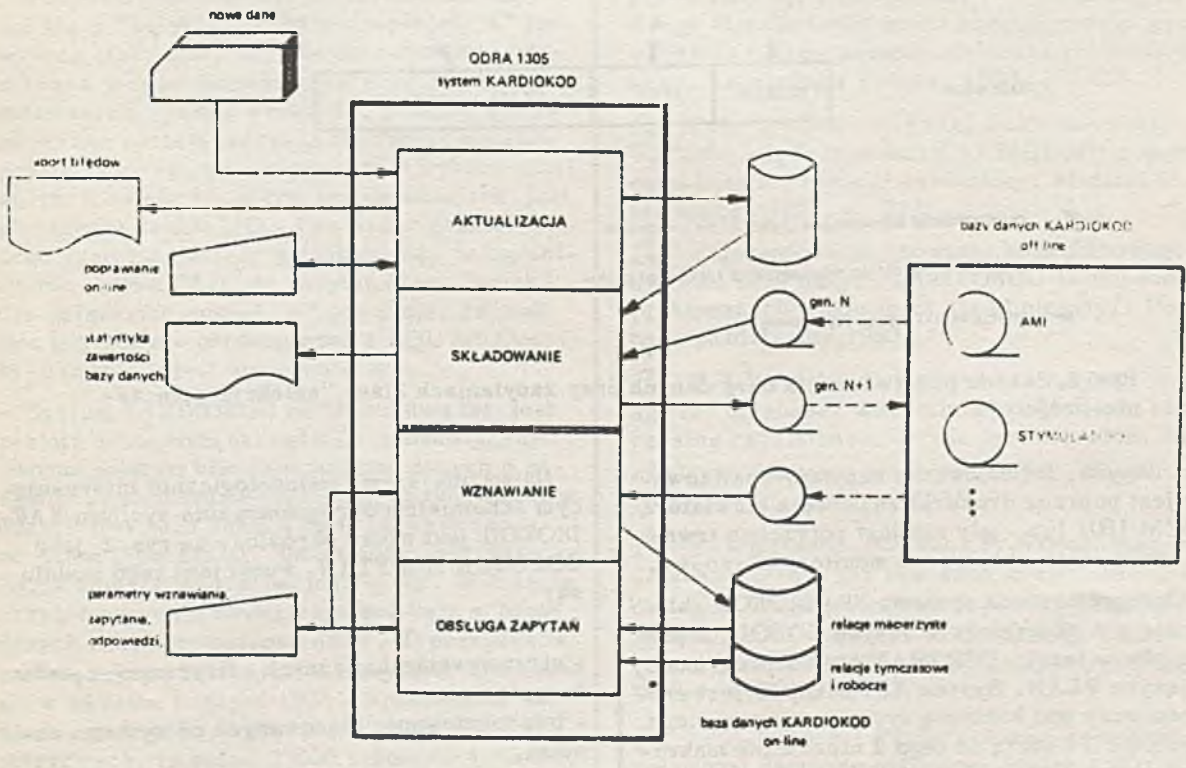 nowe dane
ODRA 1305
system KARDIOKOD
błędów
AKTUALIZACJA
poprawianie
on-line
bazy danych KARDIOKOD
off line
gen. N
AMI
statystyka
zawartości
bazy danych
SKŁADOWANIE
gen. N+1
WZNAWIANIE
parametry wznawiania,
zapytania,
odpowiedzi,
OBSŁUGA ZAPYTAŃ
relacje macierzyste
relacje tymczasowe
i robocze
baza danych KARDIOKOD
on-line